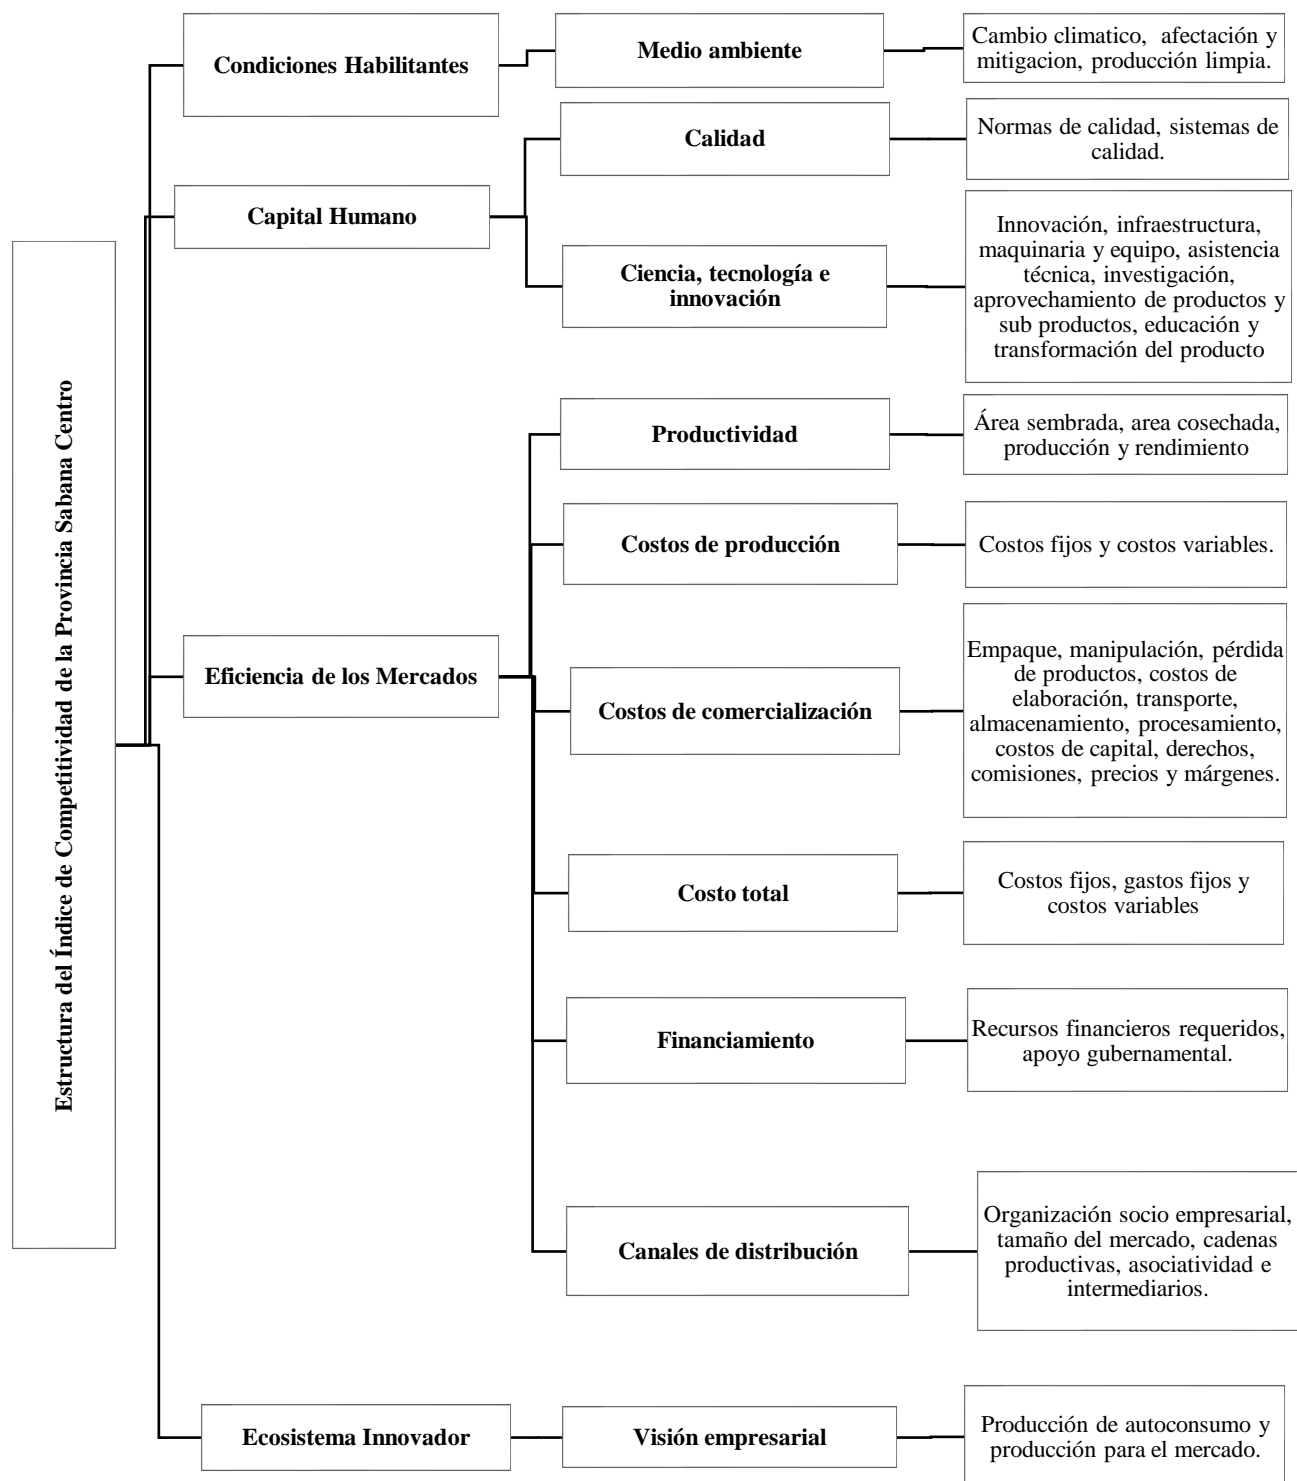 Estructura del Índice de Competitividad de la Provincia Sabana Centro
Condiciones Habilitantes
Medio ambiente
Cambio climatico, afectación y
mitigacion, producción limpia.
Capital Humano
Calidad
Normas de calidad, sistemas de
calidad.
Ciencia, tecnología e
innovación
Innovación, infraestructura,
maquinaria y equipo, asistencia
técnica, investigación,
aprovechamiento de productos y
sub productos, educación y
transformación del producto
Eficiencia de los Mercados
Productividad
Área sembrada, area cosechada,
producción y rendimiento
Costos de producción
Costos fijos y costos variables.
Costos de comercialización
Empaque, manipulación, pérdida
de productos, costos de
elaboración, transporte,
almacenamiento, procesamiento,
costos de capital, derechos,
comisiones, precios y márgenes.
Costo total
Costos fijos, gastos fijos y
costos variables
Financiamiento
Recursos financieros requeridos,
apoyo gubernamental.
Canales de distribución
Organización socio empresarial,
tamaño del mercado, cadenas
productivas, asociatividad e
intermediarios.
Ecosistema Innovador
Visión empresarial
Producción de autoconsumo y
producción para el mercado.